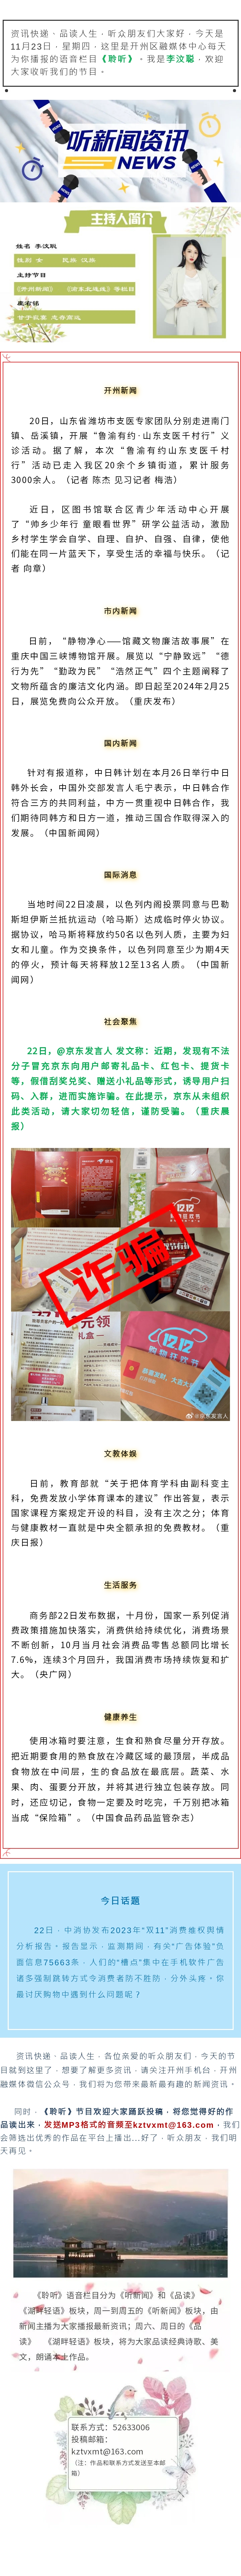 资讯快递、品读人生，听众朋友们大家好，今天是
11月23日，星期四，这里是开州区融媒体中心每天
为你播报的语音栏目《聆听》。我是李汶聪，欢迎
大家收听我们的节目。
听新闻资讯
NEWS
主持人简介
姓名 李汶聪
性别 女 民族 汉族
主持节目
《开州新闻》
座右铭
开州新闻
20日，山东省潍坊市支医专家团队分别走进南门
镇、岳溪镇，开展“鲁渝有约·山东支医千村行”义
诊活动。据了解，本次“鲁渝有约山东支医千村
行”活动已走入我区20余个乡镇街道，累计服务
3000余人。（记者 陈杰 见习记者 梅浩）
近日，区图书馆联合区青少年活动中心开展
了“帅乡少年行 童眼看世界”研学公益活动，激励
乡村学生学会自学、自理、自护、自强、自律，使他
们能在同一片蓝天下，享受生活的幸福与快乐。（记
者 向章）
市内新闻
日前，“静物净心——馆藏文物廉洁故事展”在
重庆中国三峡博物馆开展。展览以“宁静致远”“德
行为先”“勤政为民”“浩然正气”四个主题阐释了
文物所蕴含的廉洁文化内涵。即日起至2024年2月25
日，展览免费向公众开放。（重庆发布）
国内新闻
针对有报道称，中日韩计划在本月26日举行中日
韩外长会，中国外交部发言人毛宁表示，中日韩合作
符合三方的共同利益，中方一贯重视中日韩合作，我
们期待同韩方和日方一道，推动三国合作取得深入的
发展。（中国新闻网）
国际消息
当地时间22日凌晨，以色列内阁投票同意与巴勒
斯坦伊斯兰抵抗运动（哈马斯）达成临时停火协议。
据协议，哈马斯将释放约50名以色列人质，主要为妇
女和儿童。作为交换条件，以色列同意至少为期4天
的停火，预计每天将释放12至13名人质。（中国新
闻网）
社会聚焦
22日，@京东发言人 发文称：近期，发现有不法
分子冒充京东向用户邮寄礼品卡、红包卡、提货卡
等，假借刮奖兑奖、赠送小礼品等形式，诱导用户扫
码、入群，进而实施诈骗。在此提示，京东从未组织
此类活动，请大家切勿轻信，谨防受骗。（重庆晨
报）
诈骗
12.12
元领
12.12
购物狂欢节
@京东发言人
文教体娱
日前，教育部就“关于把体育学科由副科变主
科，免费发放小学体育课本的建议”作出答复，表示
国家课程方案规定开设的科目，没有主次之分；体育
与健康教材一直就是中央全额承担的免费教材。（重
庆日报）
生活服务
商务部22日发布数据，十月份，国家一系列促消
费政策措施加快落实，消费供给持续优化，消费场景
不断创新，10月当月社会消费品零售总额同比增长
7.6%，连续3个月回升，我国消费市场持续恢复和扩
大。（央广网）
健康养生
使用冰箱时要注意，生食和熟食尽量分开存放。
把近期要食用的熟食放在冷藏区域的最顶层，半成品
食物放在中间层，生的食品放在最底层。蔬菜、水
果、肉、蛋要分开放，并将其进行独立包装存放。同
时，还应切记，食物一定要及时吃完，千万别把冰箱
当成“保险箱”。（中国食品药品监管杂志）
今日话题
22日，中消协发布2023年“双11”消费维权舆情
分析报告。报告显示，监测期间，有关“广告体验”负
面信息75663条，人们的“槽点”集中在手机软件广告
诸多强制跳转方式令消费者防不胜防，分外头疼。你
最讨厌购物中遇到什么问题呢？
资讯快递、品读人生，各位亲爱的听众朋友们，今天的节
目就到这里了，想要了解更多资讯，请关注开州手机台，开州
融媒体微信公众号，我们将为您带来最新最有趣的新闻资讯。
同时，《聆听》节目欢迎大家踊跃投稿，将您觉得好的作
品读出来，发送MP3格式的音频至kztvxmt@163.com，我们
会筛选出优秀的作品在平台上播出...好了，听众朋友，我们明
天再见。
《聆听》语音栏目分为《听新闻》和《品读》
《湖畔轻语》板块，周一到周五的《听新闻》板块，由
新闻主播为大家播报最新资讯；周六、周日的《品
读》 《湖畔轻语》板块，将为大家品读经典诗歌、美
文，朗诵本土作品。
联系方式：52633006
投稿邮箱：
kztvxmt@163.com
（注：作品和联系方式发送至本邮
箱）